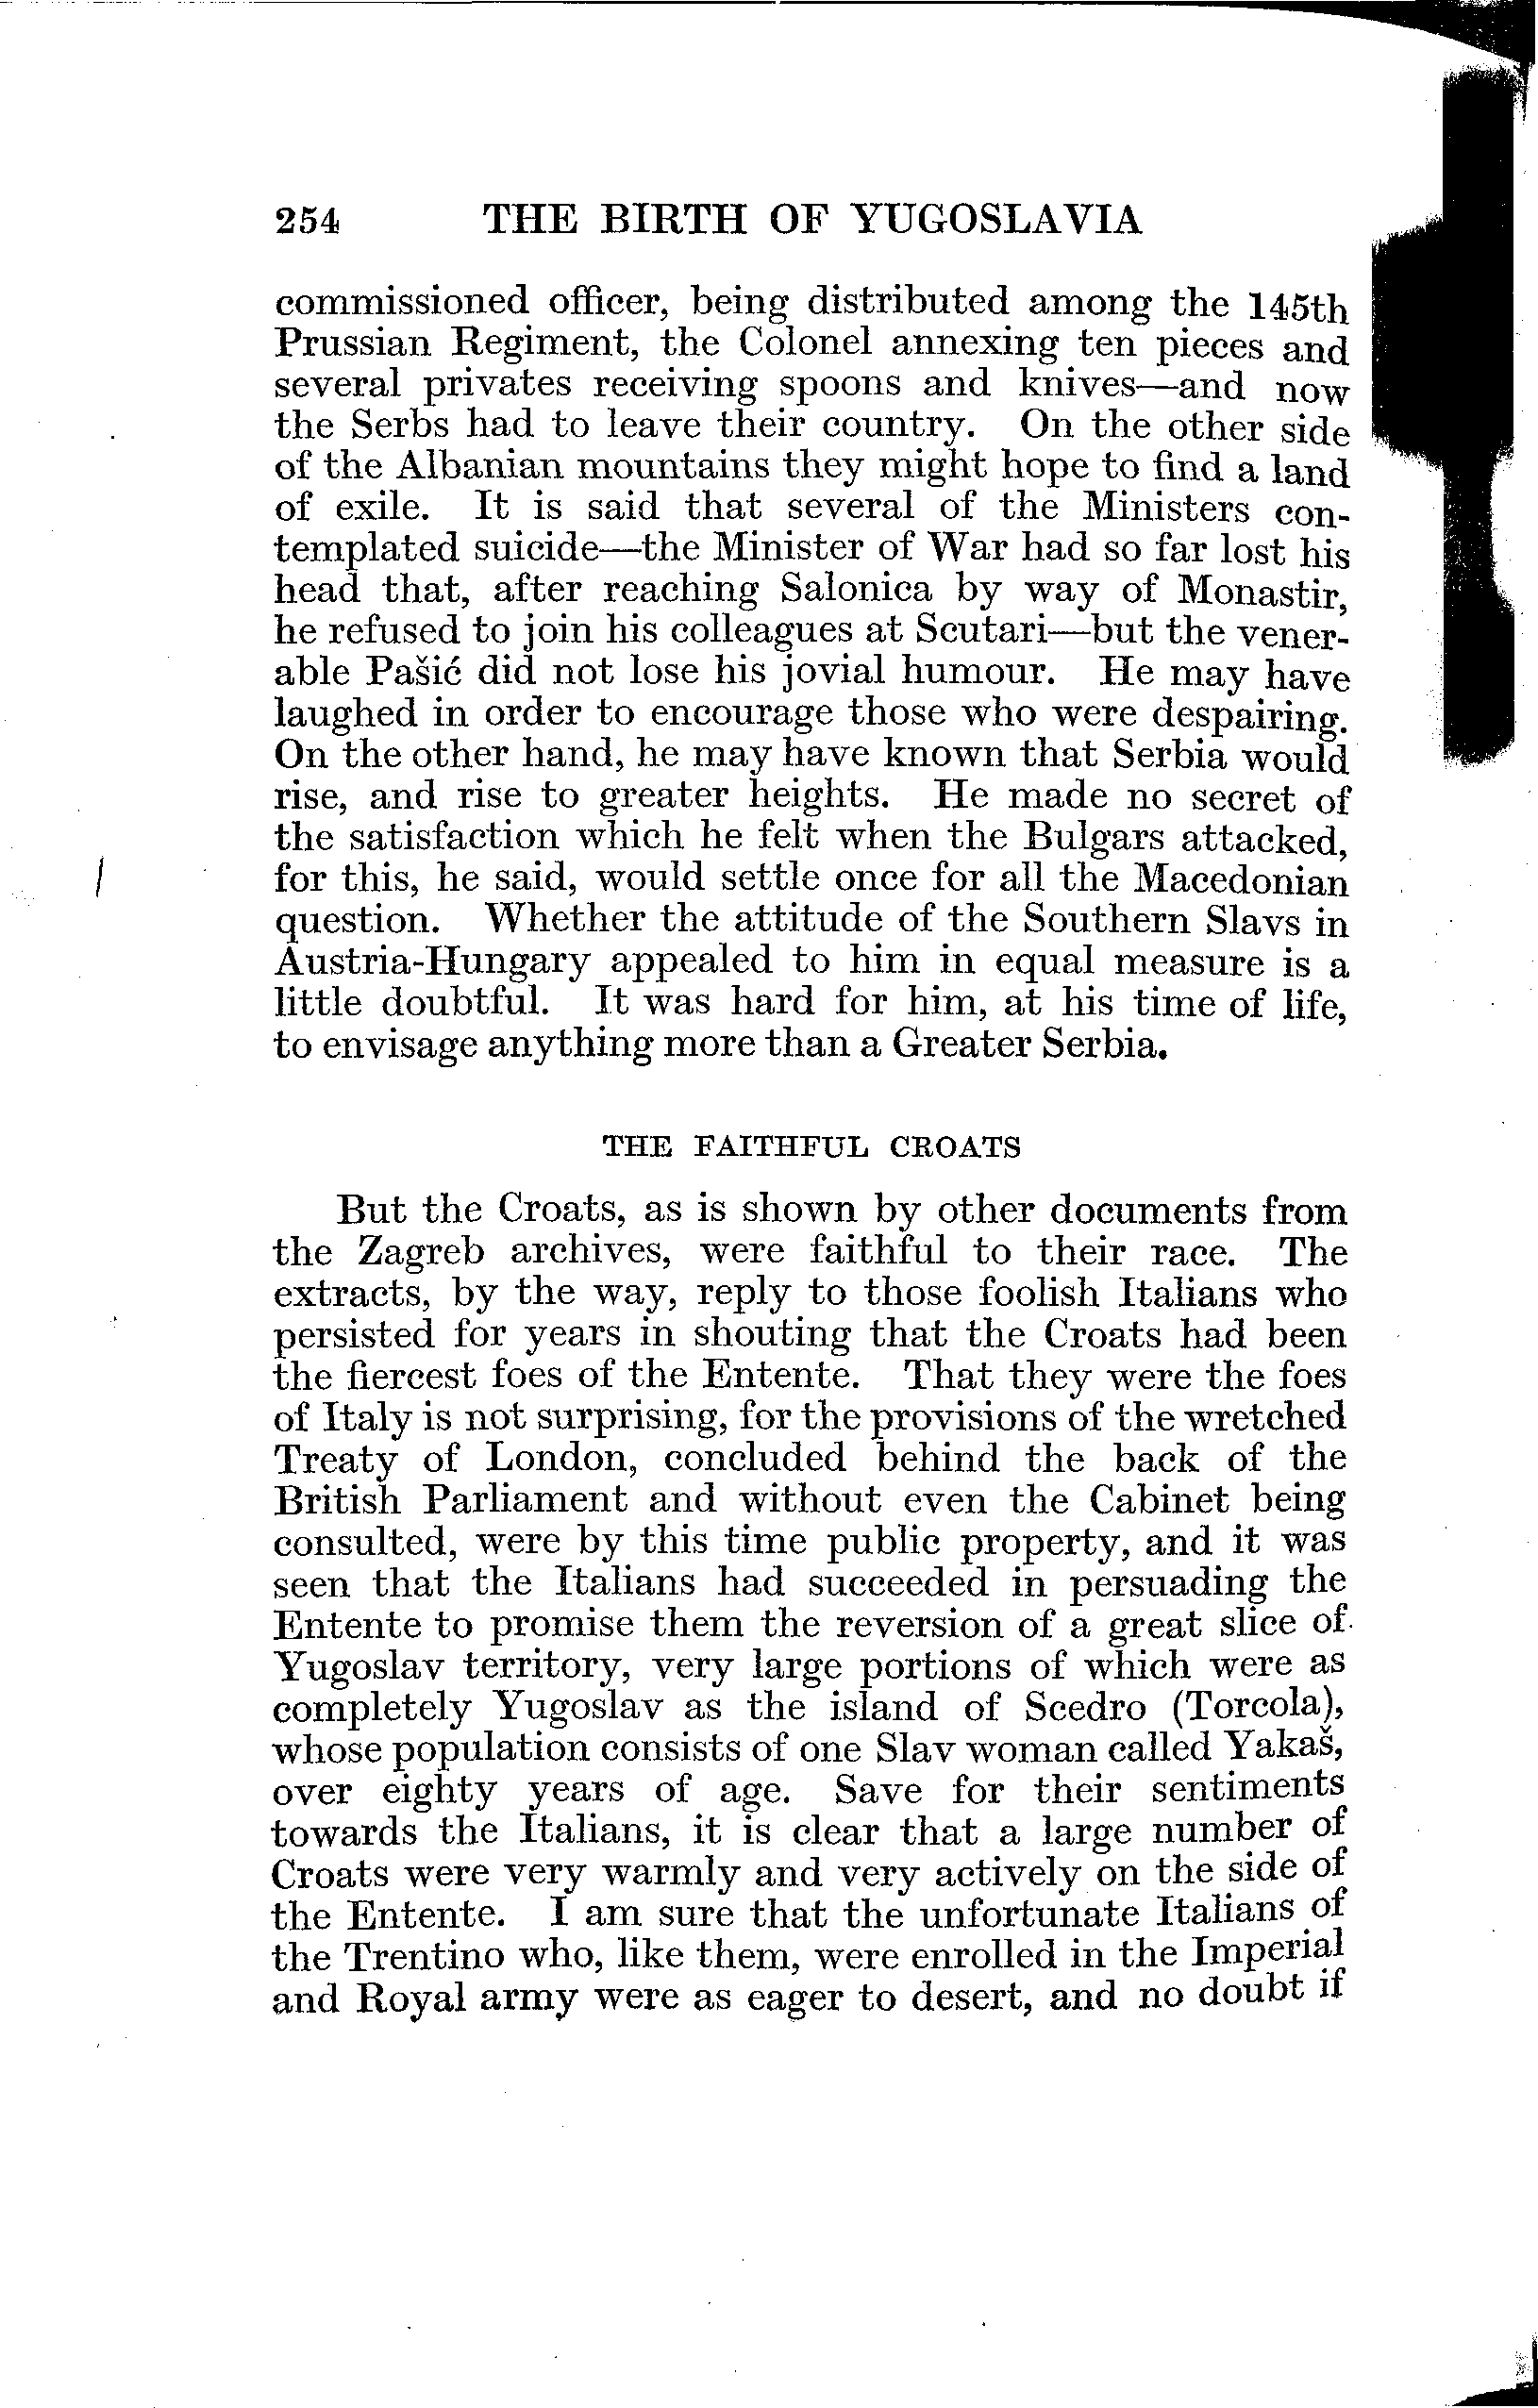 254 THE BIRTH OF YUGOSLAVIA
commissioned officer, being distributed among the 145th
Prussian Regiment, the Colonel annexing ten pieces and
several privates receiving spoons and knives—and now
the Serbs had to leave their country. On the other side
of the Albanian mountains they might hope to find a land
of exile. It is said that several of the Ministers con-
templated suicide—the Minister of War had so far lost his
head that, after reaching Salonica by way of Monastir,
he refused to join his colleagues at Scutari—but the vener-
able Pašić did not lose his jovial humour. He may have
laughed in order to encourage those who were despairing.
On the other hand, he may have known that Serbia would
rise, and rise to greater heights. He made no secret of
the satisfaction which he felt when the Bulgars attacked,
for this, he said, would settle once for all the Macedonian
question. Whether the attitude of the Southern Slavs in
Austria-Hungary appealed to him in equal measure is a
little doubtful. It was hard for him, at his time of life,
to envisage anything more than a Greater Serbia.
THE FAITHFUL CROATS
But the Croats, as is shown by other documents from
the Zagreb archives, were faithful to their race. The
extracts, by the way, reply to those foolish Italians who
persisted for years in shouting that the Croats had been
the fiercest foes of the Entente. That they were the foes
of Italy is not surprising, for the provisions of the wretched
Treaty of London, concluded behind the back of the
British Parliament and without even the Cabinet being
consulted, were by this time public property, and it was
seen that the Italians had succeeded in persuading the
Entente to promise them the reversion of a great slice of
Yugoslav territory, very large portions of which were as
completely Yugoslav as the island of Scedro (Torcola),
whose population consists of one Slav woman called Yakaš,
over eighty years of age. Save for their sentiments
towards the Italians, it is clear that a large number of
Croats were very warmly and very actively on the side of
the Entente. I am sure that the unfortunate Italians of
the Trentino who, like them, were enrolled in the Imperial
and Royal army were as eager to desert, and no doubt if